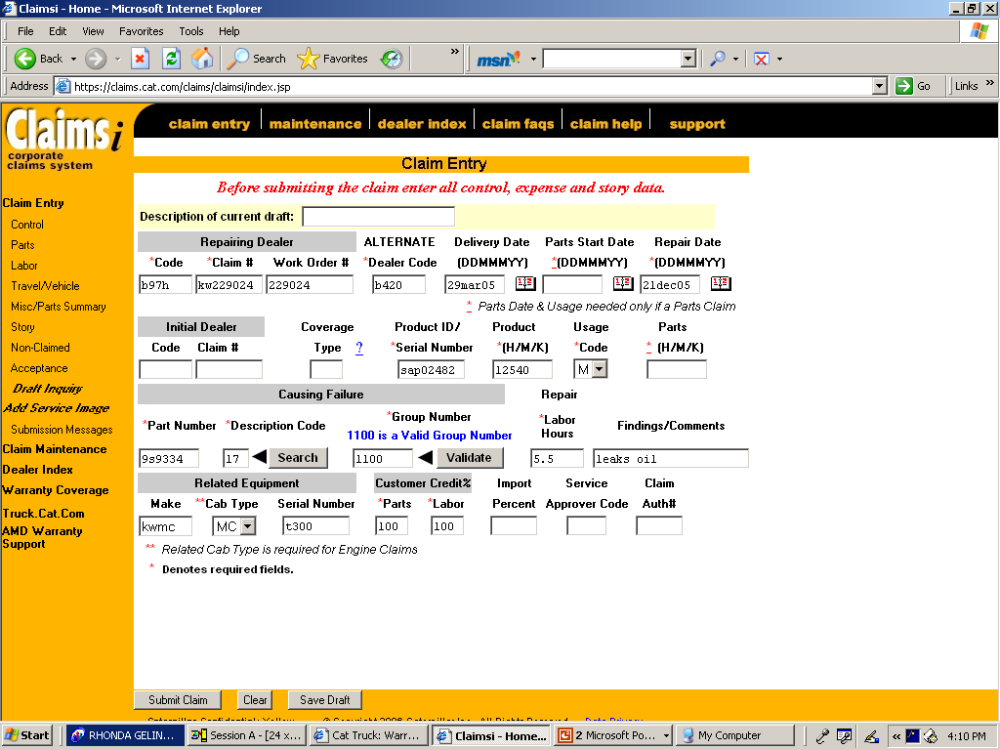 Claimsi - Home - Microsoft Internet Explorer
File Edit View Favorites Tools Help
Back Search Favorites » msn
Address https://claims.cat.com/claims/claimsi/index.jsp Go Links »
Claims i
corporate
claims system
claim entry maintenance dealer index claim faqs claim help support
Claim Entry
Before submitting the claim enter all control, expense and story data.
Description of current draft:
Repairing Dealer ALTERNATE Delivery Date Parts Start Date Repair Date
*Code *Claim # Work Order # *Dealer Code (DDMMMYY) *(DDMMMYY) *(DDMMMYY)
b97h kw229024 229024 b420 29mar05 21dec05
* Parts Date & Usage needed only if a Parts Claim
Initial Dealer Coverage Product ID/ Product Usage Parts
Code Claim # Type ? *Serial Number *(H/M/K) *Code * (H/M/K)
sap02482 12540 M
Causing Failure Repair
*Part Number *Description Code *Group Number *Labor Findings/Comments
1100 is a Valid Group Number Hours
9s9334 17 Search 1100 Validate 5.5 leaks oil
Related Equipment Customer Credit% Import Service Claim
Make **Cab Type Serial Number *Parts *Labor Percent Approver Code Auth#
kwmc MC t300 100 100
** Related Cab Type is required for Engine Claims
* Denotes required fields.
Claim Entry
Control
Parts
Labor
Travel/Vehicle
Misc/Parts Summary
Story
Non-Claimed
Acceptance
Draft Inquiry
Add Service Image
Submission Messages
Claim Maintenance
Dealer Index
Warranty Coverage
Truck.Cat.Com
AMD Warranty
Support
Submit Claim Clear Save Draft
Start RHONDA GELIN... Session A - [24 x... Cat Truck: Warr... Claimsi - Home... 2 Microsoft Po... My Computer « 4:10 PM